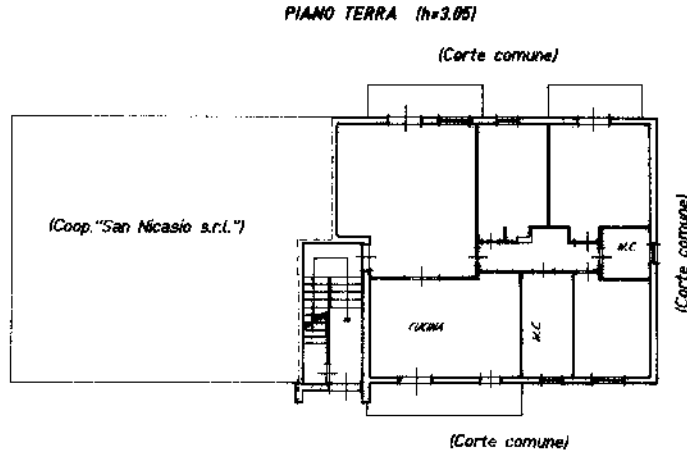 PIANO TERRA (h=3.05)
(Corte comune)
(Coop."San Nicasio s.r.l.")
W.C
(Corte comune)
CUCINA
W.C
(Corte comune)